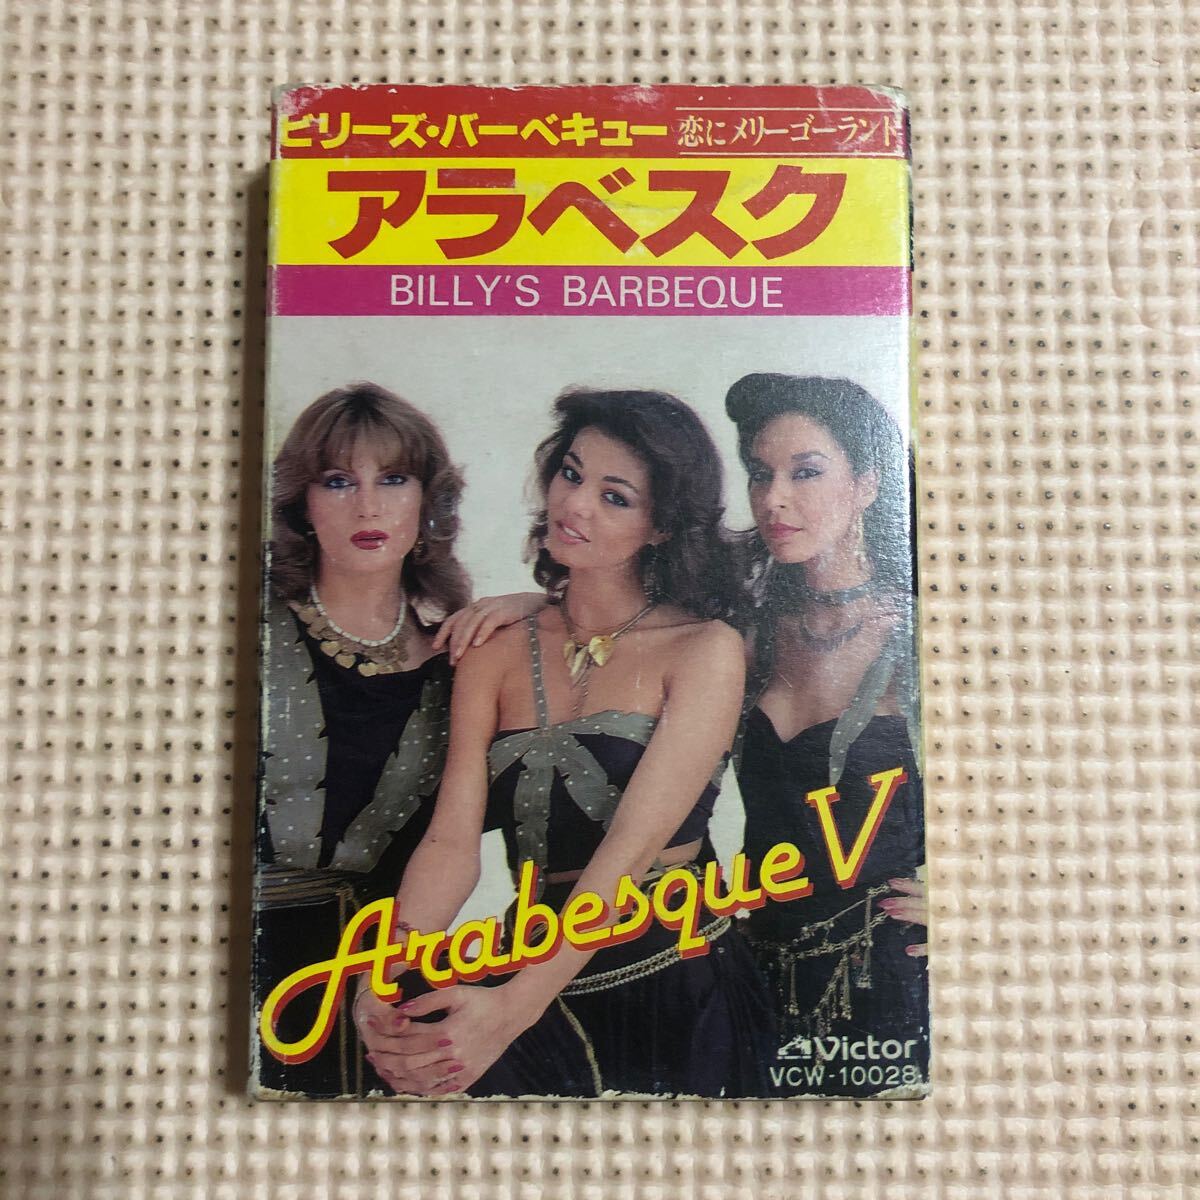 ビリーズ・バーベキュー 恋にメリーゴーランド
アラベスク
BILLY'S BARBEQUE
Arabesque V
Victor
VCW-10028